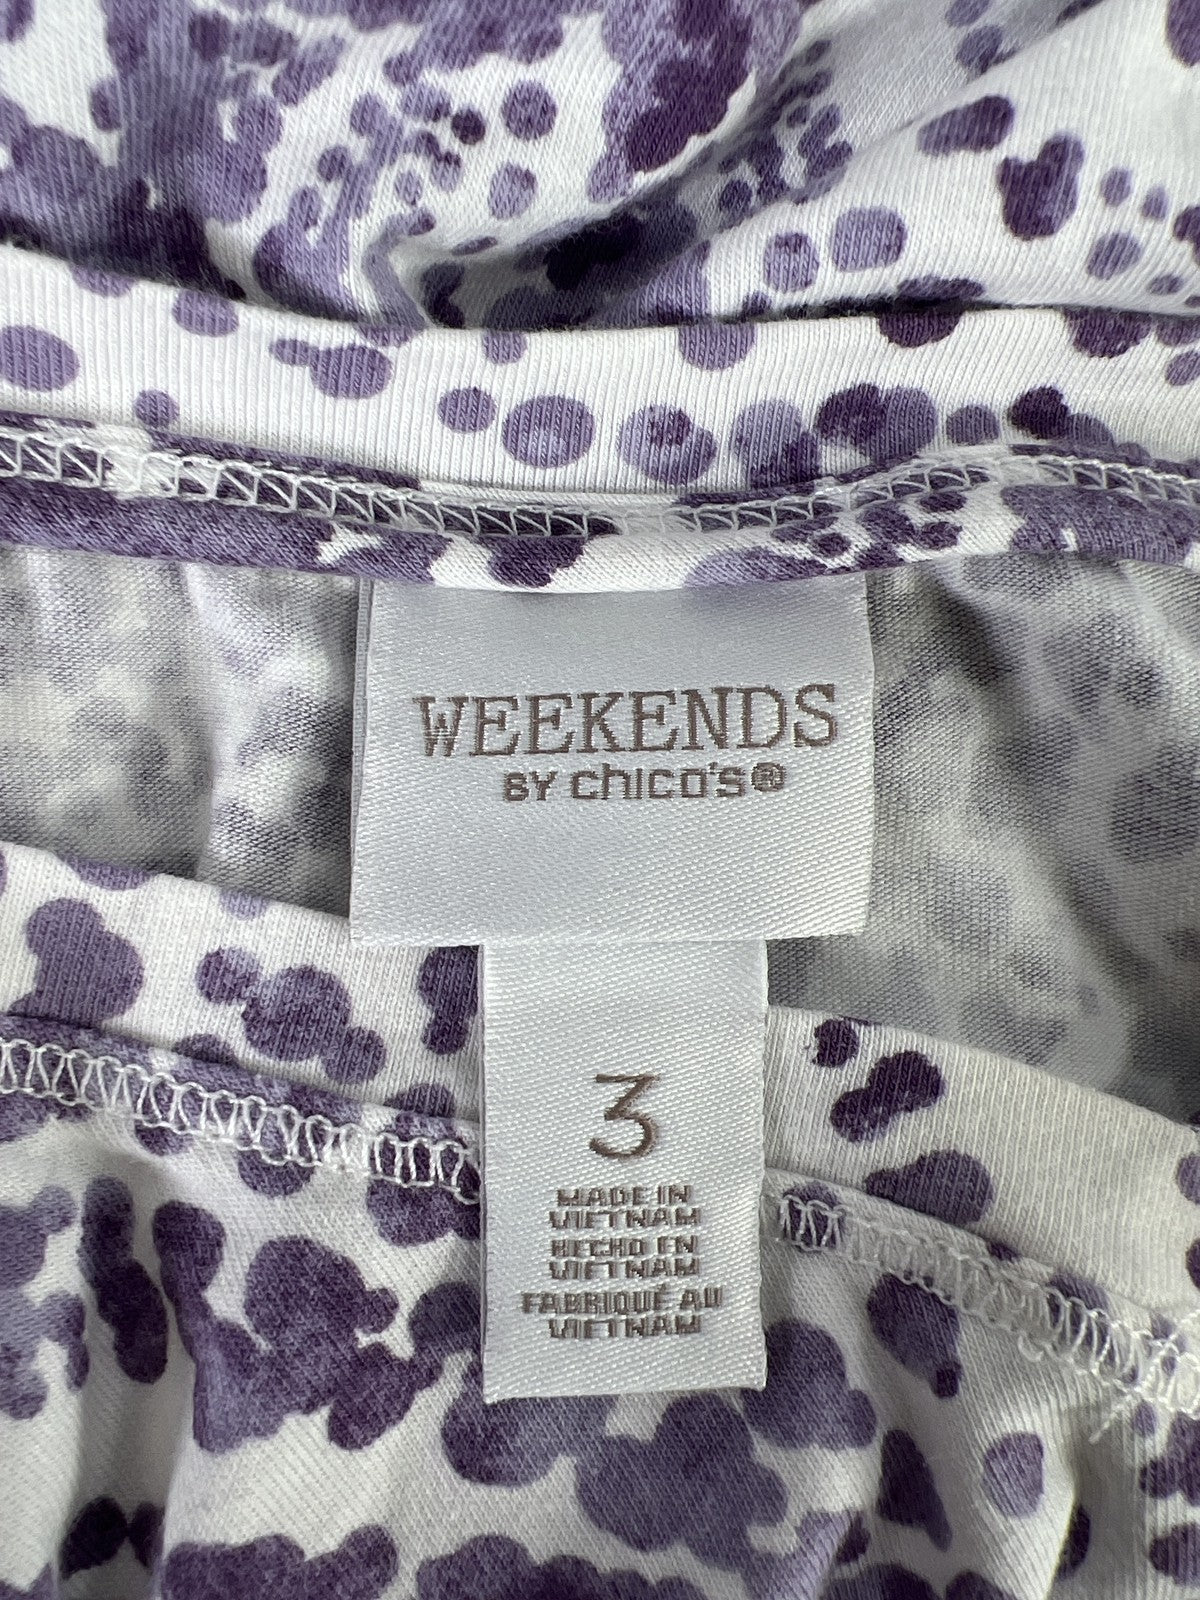 WEEKENDS
BY chico's®
3
MADE IN
VIETNAM
HECHO EN
VIETNAM
FABRIQUÉ AU
VIETNAM